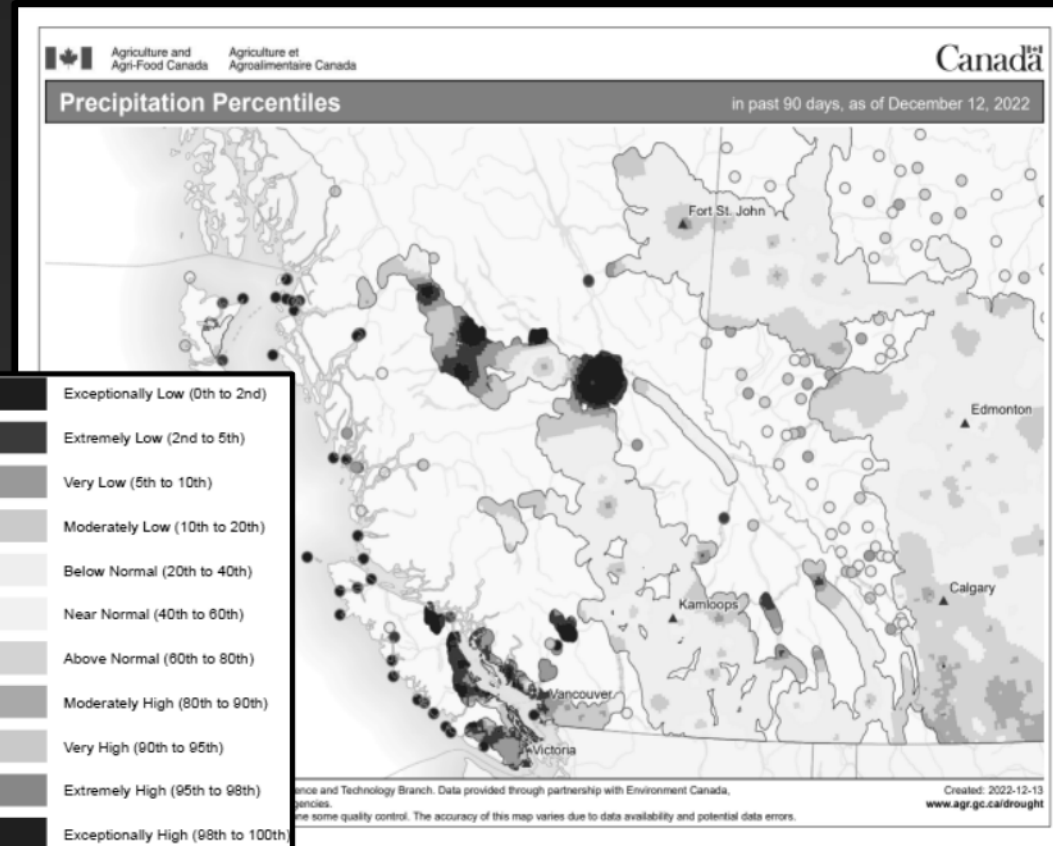 Agriculture and
Agri-Food Canada
Agriculture et
Agroalimentaire Canada
Canada
Precipitation Percentiles
in past 90 days, as of December 12, 2022
Fort St. John
Edmonton
Calgary
Kamloops
Vancouver
Victoria
Exceptionally Low (0th to 2nd)
Extremely Low (2nd to 5th)
Very Low (5th to 10th)
Moderately Low (10th to 20th)
Below Normal (20th to 40th)
Near Normal (40th to 60th)
Above Normal (60th to 80th)
Moderately High (80th to 90th)
Very High (90th to 95th)
Extremely High (95th to 98th)
Exceptionally High (98th to 100th)
ence and Technology Branch. Data provided through partnership with Environment Canada,
gencies.
ne some quality control. The accuracy of this map varies due to data availability and potential data errors.
Created: 2022-12-13
www.agr.gc.ca/drought